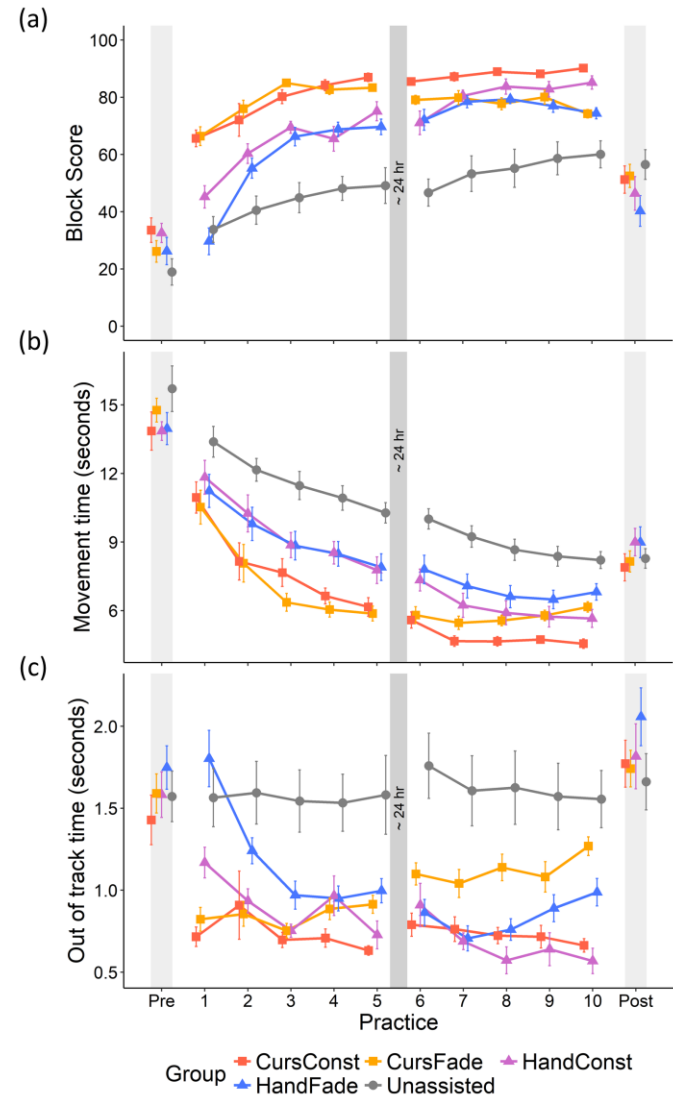 (a)
100
80
60
40
20
0
Block Score
~ 24 hr
(b)
15
12
9
6
Movement time (seconds)
~ 24 hr
(c)
2.0
1.5
1.0
0.5
Out of track time (seconds)
~ 24 hr
Pre 1 2 3 4 5 6 7 8 9 10 Post
Practice
Group CursConst CursFade HandConst
HandFade Unassisted